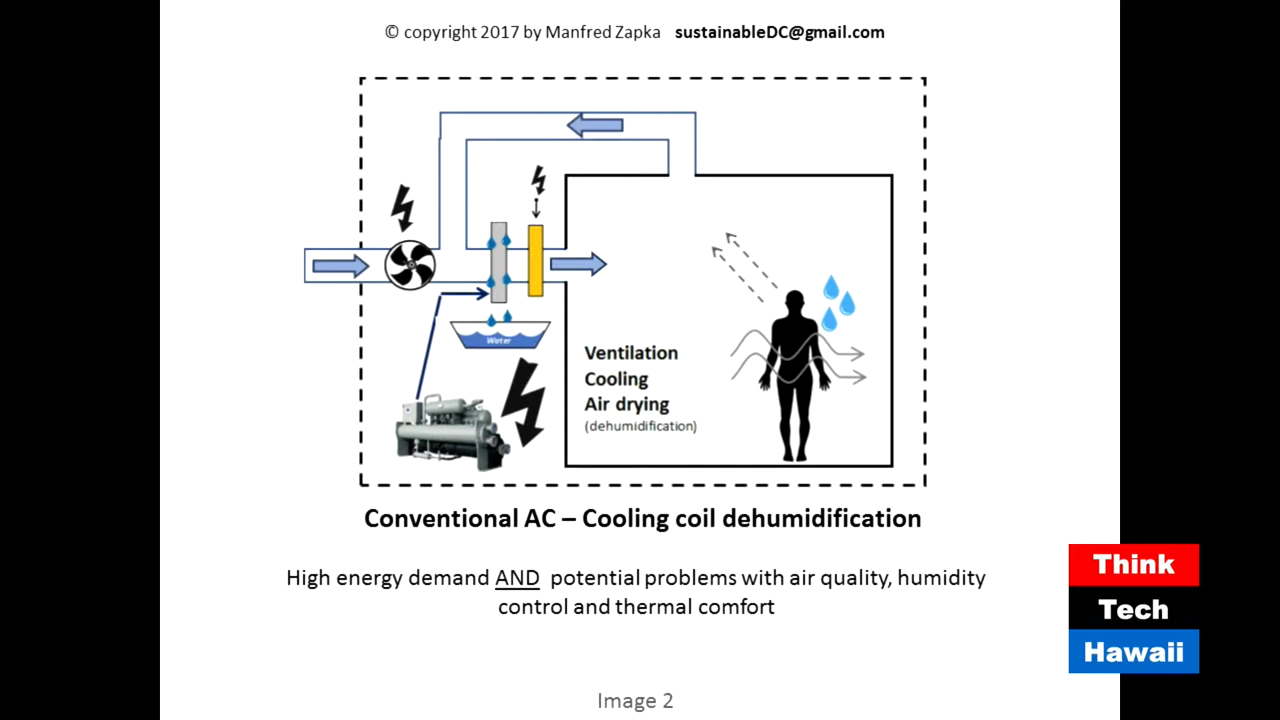 © copyright 2017 by Manfred Zapka   sustainableDC@gmail.com
Water
Ventilation
Cooling
Air drying
(dehumidification)
Conventional AC – Cooling coil dehumidification
High energy demand AND  potential problems with air quality, humidity
control and thermal comfort
Think
Tech
Hawaii
Image 2